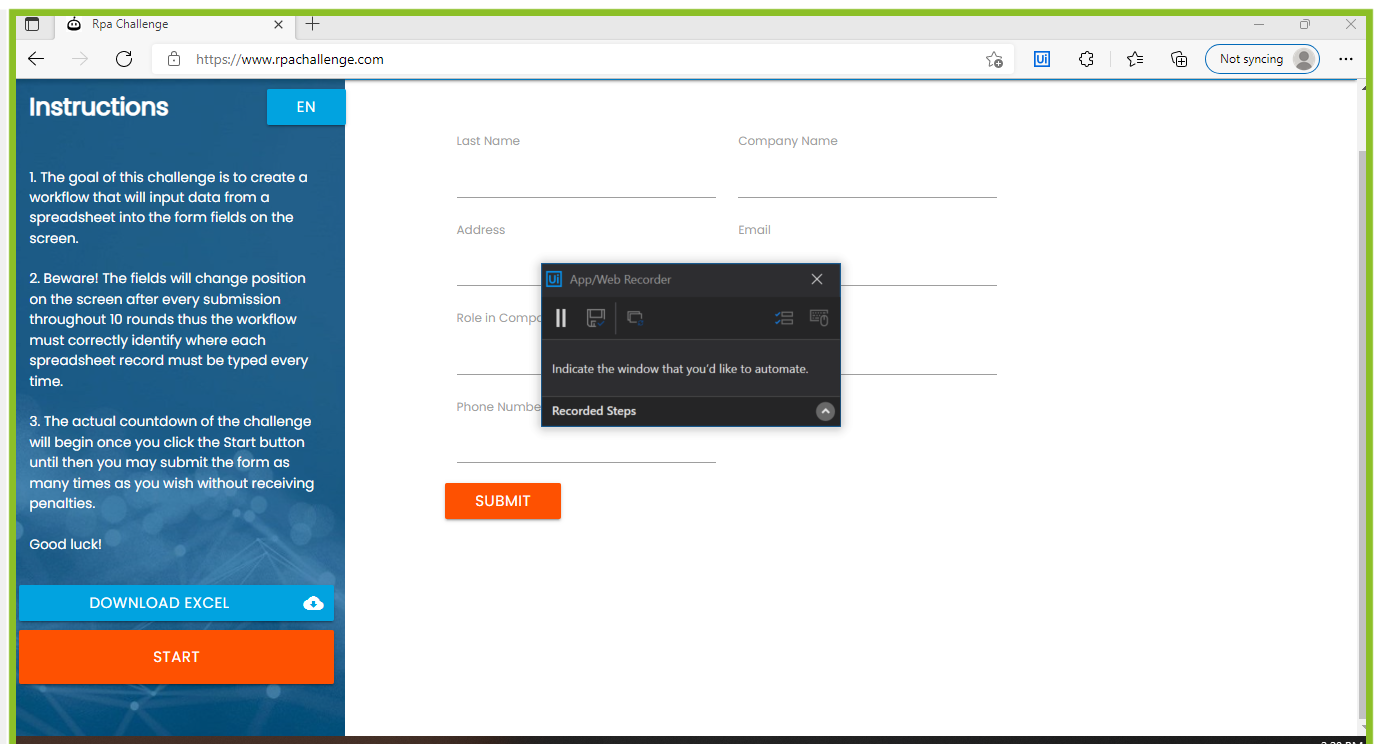 Rpa Challenge
https://www.rpachallenge.com
Ui
Not syncing
Instructions
EN
1. The goal of this challenge is to create a
workflow that will input data from a
spreadsheet into the form fields on the
screen.
2. Beware! The fields will change position
on the screen after every submission
throughout 10 rounds thus the workflow
must correctly identify where each
spreadsheet record must be typed every
time.
3. The actual countdown of the challenge
will begin once you click the Start button
until then you may submit the form as
many times as you wish without receiving
penalties.
Good luck!
DOWNLOAD EXCEL
START
Last Name
Company Name
Address
Email
Role in Compa
Phone Numbe
SUBMIT
Ui App/Web Recorder
Indicate the window that you'd like to automate.
Recorded Steps